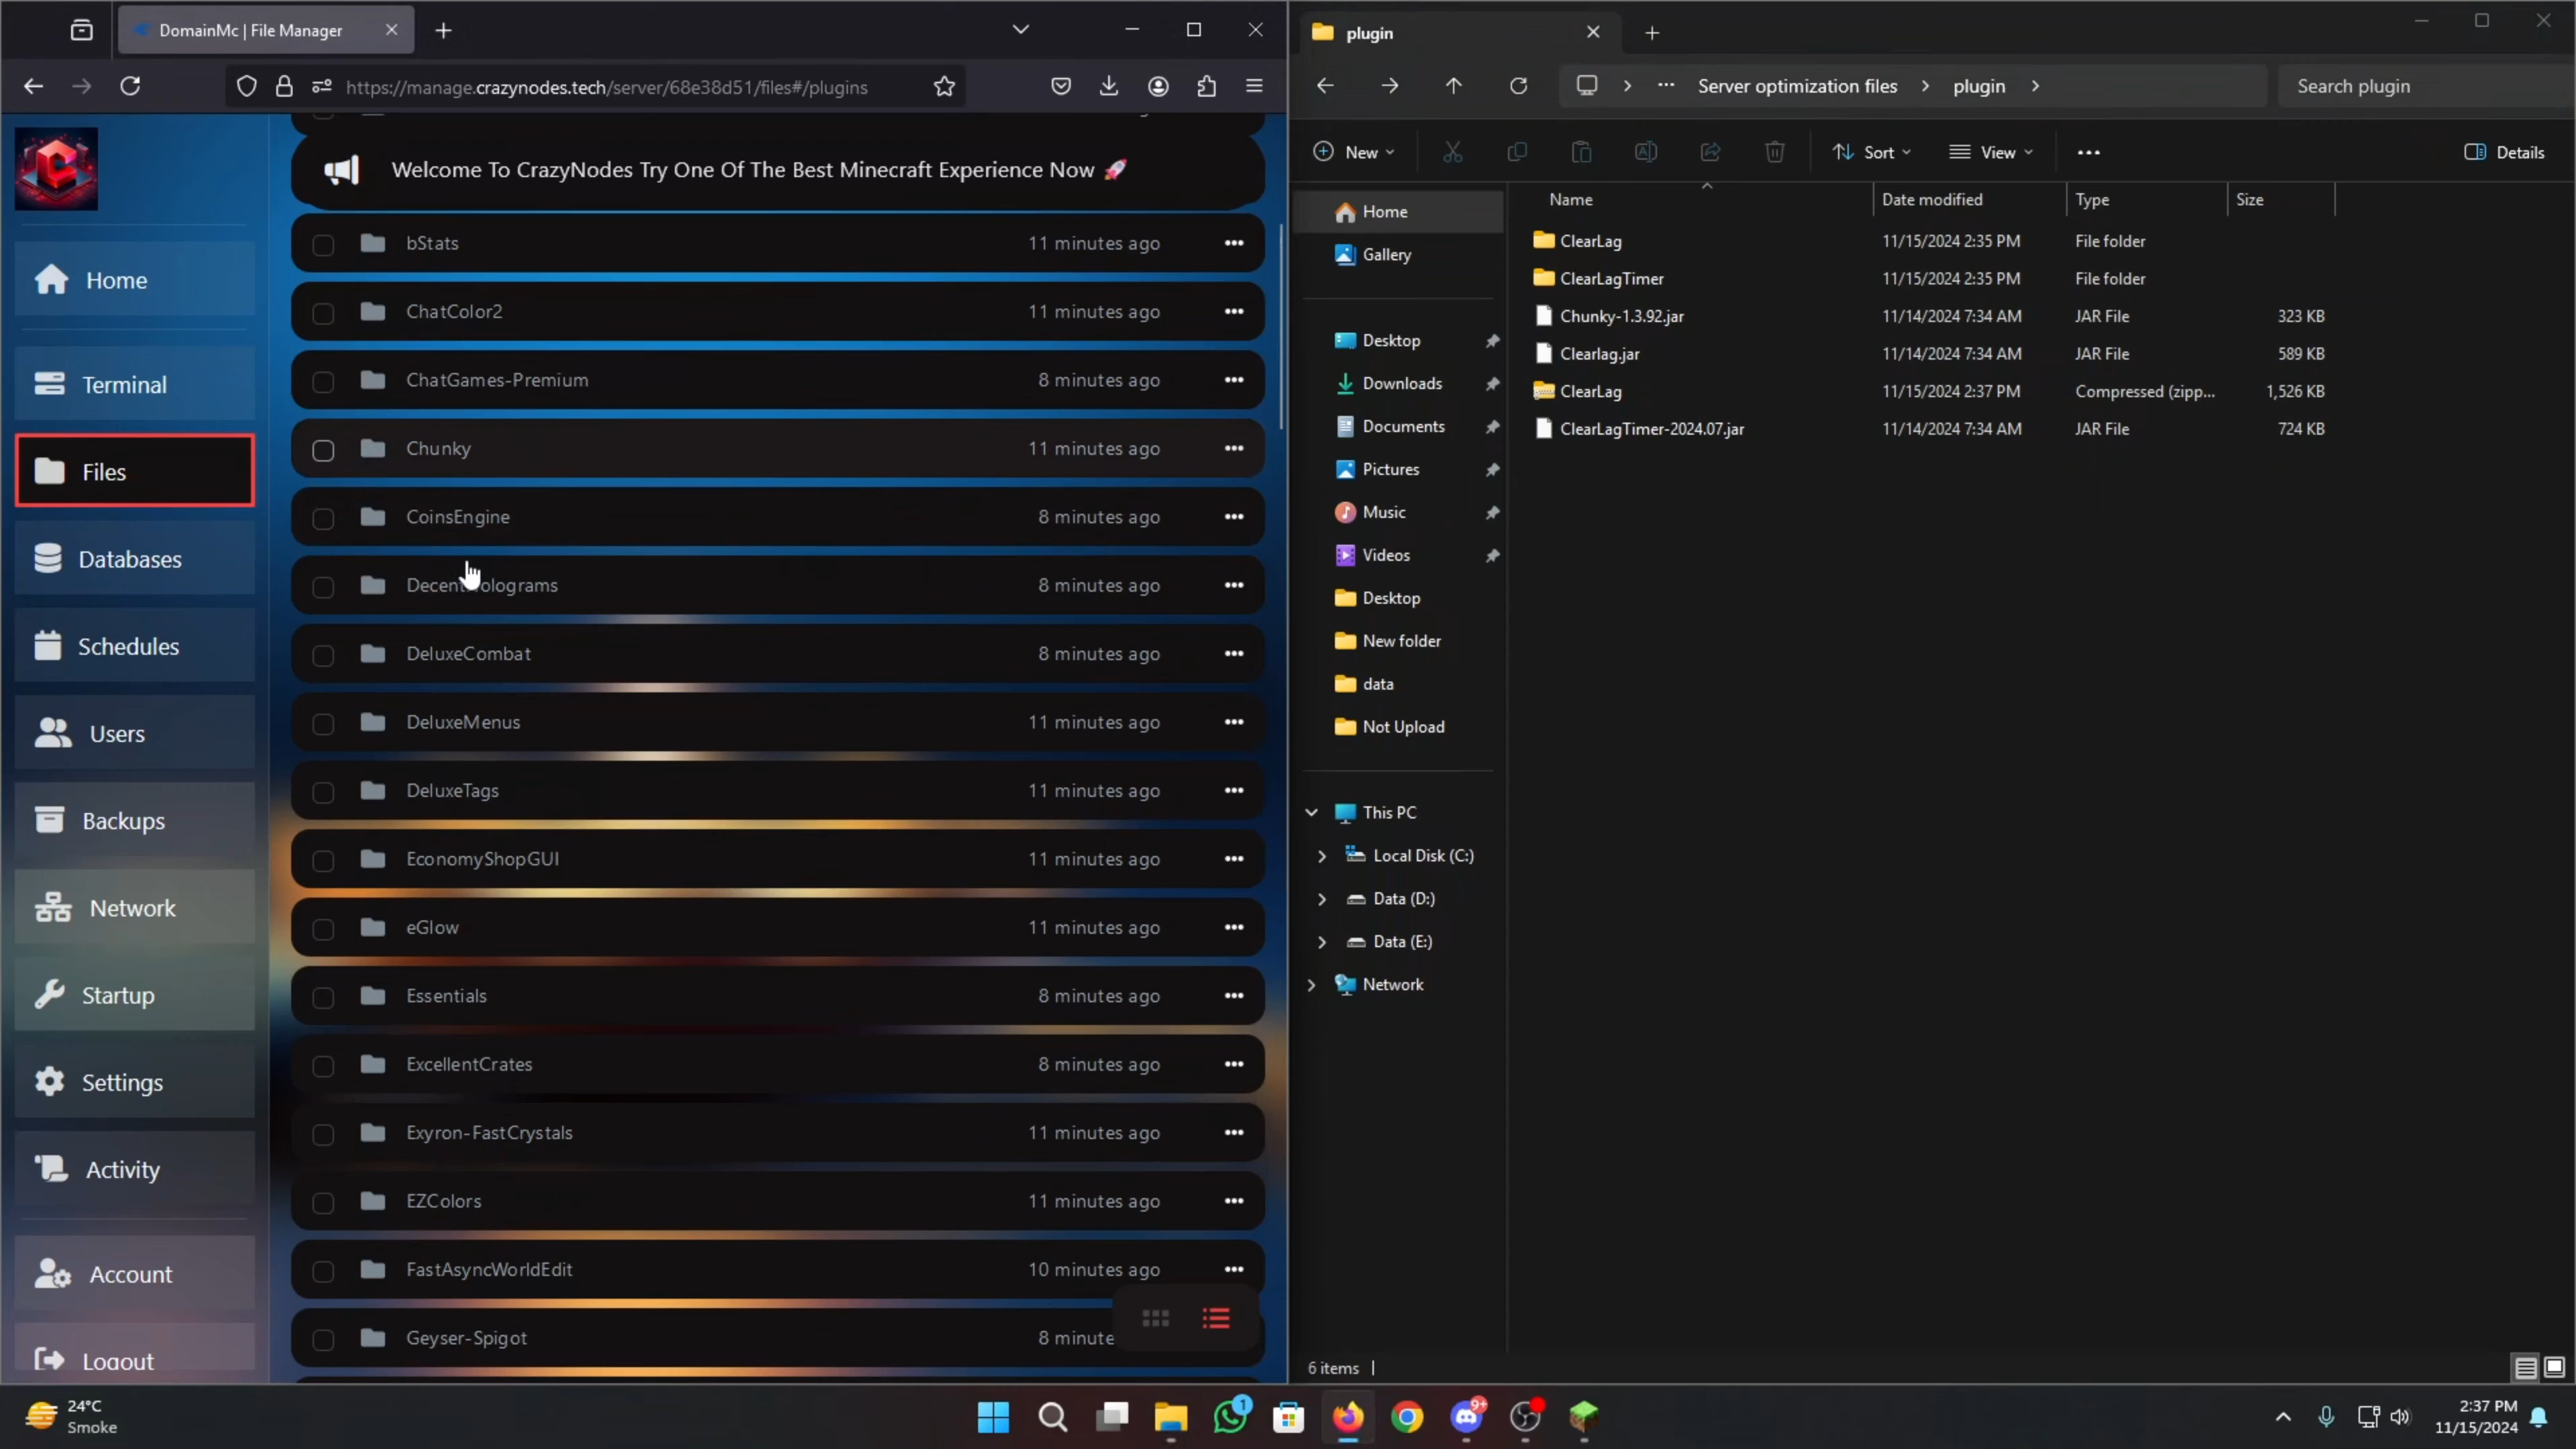 DomainMc | File Manager
https://manage.crazynodes.tech/server/68e38d51/files#/plugins
Welcome To CrazyNodes Try One Of The Best Minecraft Experience Now 🚀
Home
Terminal
Files
Databases
Schedules
Users
Backups
Network
Startup
Settings
Activity
Account
Logout
bStats 11 minutes ago
ChatColor2 11 minutes ago
ChatGames-Premium 8 minutes ago
Chunky 11 minutes ago
CoinsEngine 8 minutes ago
8 minutes ago
DeluxeCombat 8 minutes ago
DeluxeMenus 11 minutes ago
DeluxeTags 11 minutes ago
EconomyShopGUI 11 minutes ago
eGlow 11 minutes ago
Essentials 8 minutes ago
ExcellentCrates 8 minutes ago
Exyron-FastCrystals 11 minutes ago
EZColors 11 minutes ago
FastAsyncWorldEdit 10 minutes ago
Geyser-Spigot 8 minute
plugin
Server optimization files > plugin >
Search plugin
New
Sort
View
Details
Home
Gallery
Desktop
Downloads
Documents
Pictures
Music
Videos
Desktop
New folder
data
Not Upload
This PC
Local Disk (C:)
Data (D:)
Data (E:)
Network
Name Date modified Type Size
ClearLag 11/15/2024 2:35 PM File folder
ClearLagTimer 11/15/2024 2:35 PM File folder
Chunky-1.3.92.jar 11/14/2024 7:34 AM JAR File 323 KB
Clearlag.jar 11/14/2024 7:34 AM JAR File 589 KB
ClearLag 11/15/2024 2:37 PM Compressed (zipp... 1,526 KB
ClearLagTimer-2024.07.jar 11/14/2024 7:34 AM JAR File 724 KB
6 items
24°C
Smoke
1
9+
2:37 PM
11/15/2024